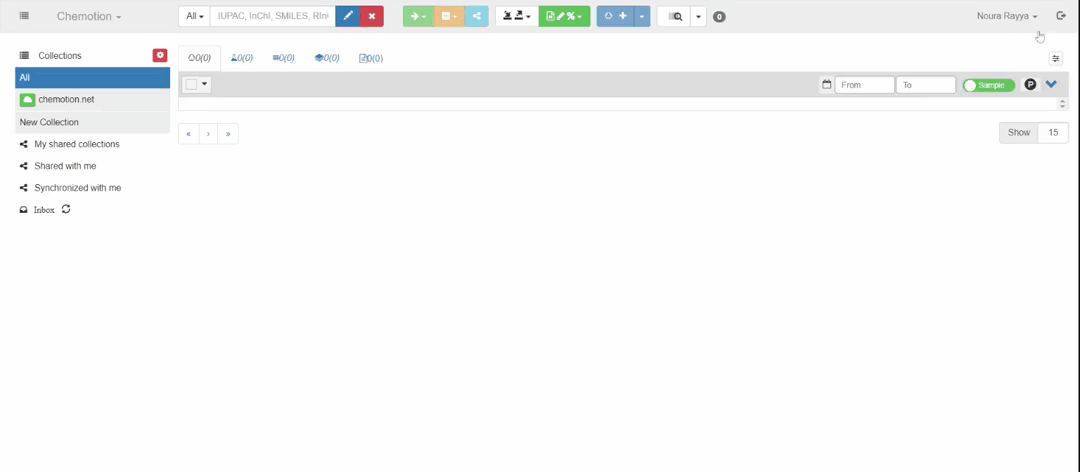 Chemotion
All
IUPAC, InChI, SMILES, RIn
0
Noura Rayya
Collections
0(0)
0(0)
0(0)
0(0)
0(0)
All
From
To
Sample
P
chemotion.net
New Collection
« › »
Show 15
My shared collections
Shared with me
Synchronized with me
Inbox